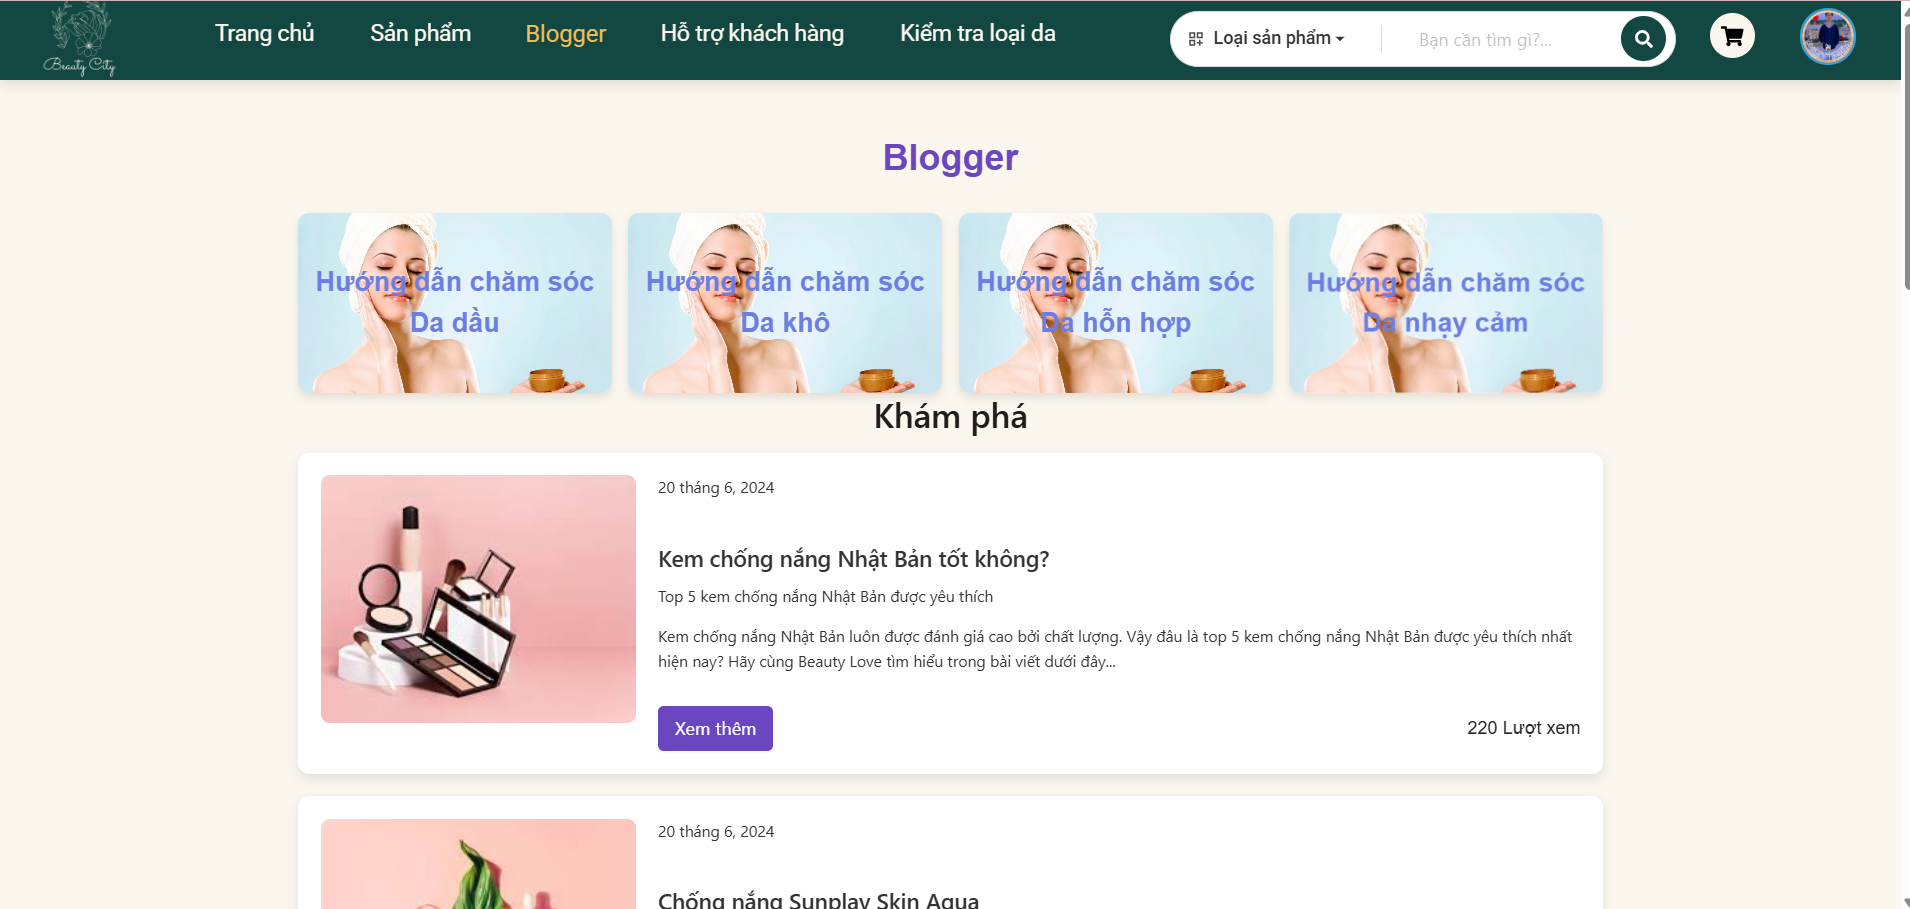 Beauty City
Trang chủ
Sản phẩm
Blogger
Hỗ trợ khách hàng
Kiểm tra loại da
Loại sản phẩm
Bạn cần tìm gì?...
Blogger
Hướng dẫn chăm sóc
Da dầu
Hướng dẫn chăm sóc
Da khô
Hướng dẫn chăm sóc
Da hỗn hợp
Hướng dẫn chăm sóc
Da nhạy cảm
Khám phá
20 tháng 6, 2024
Kem chống nắng Nhật Bản tốt không?
Top 5 kem chống nắng Nhật Bản được yêu thích
Kem chống nắng Nhật Bản luôn được đánh giá cao bởi chất lượng. Vậy đâu là top 5 kem chống nắng Nhật Bản được yêu thích nhất
hiện nay? Hãy cùng Beauty Love tìm hiểu trong bài viết dưới đây...
Xem thêm
220 Lượt xem
20 tháng 6, 2024
Chống nắng Sunplay Skin Aqua